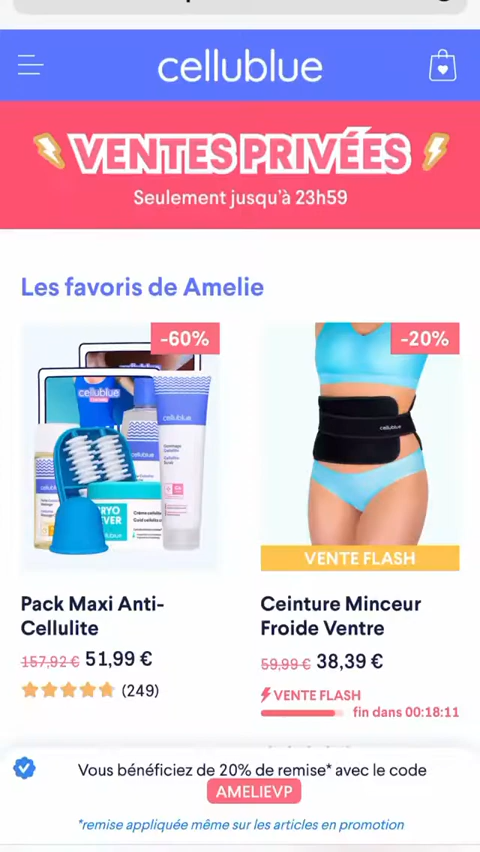 cellublue
VENTES PRIVÉES
Seulement jusqu'à 23h59
Les favoris de Amelie
-60%
-20%
cellublue
cellublue
VENTE FLASH
Pack Maxi Anti-
Cellulite
157,92 € 51,99 €
(249)
Ceinture Minceur
Froide Ventre
59,99 € 38,39 €
VENTE FLASH
fin dans 00:18:11
Vous bénéficiez de 20% de remise* avec le code
AMELIEVP
*remise appliquée même sur les articles en promotion